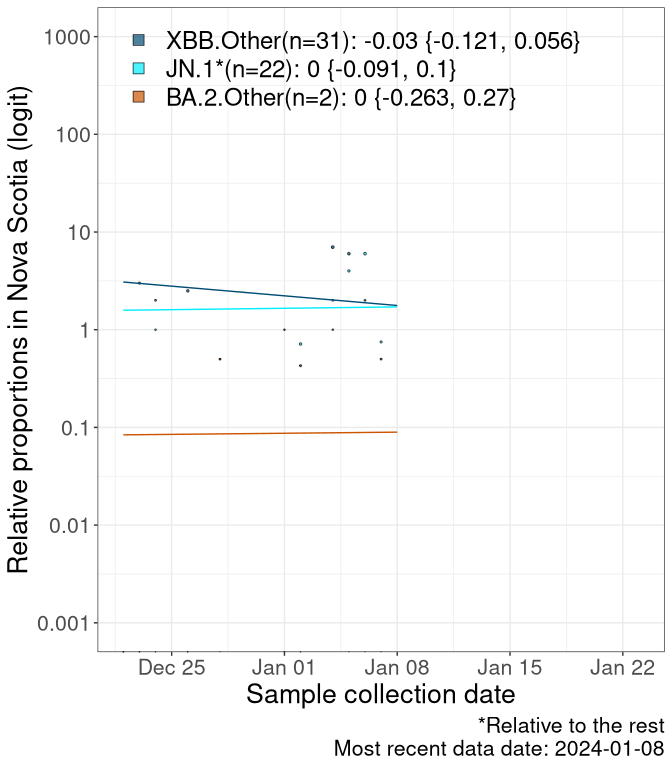 XBB.Other(n=31): -0.03 {-0.121, 0.056}
JN.1*(n=22): 0 {-0.091, 0.1}
BA.2.Other(n=2): 0 {-0.263, 0.27}
Relative proportions in Nova Scotia (logit)
1000
100
10
1
0.1
0.01
0.001
Dec 25 Jan 01 Jan 08 Jan 15 Jan 22
Sample collection date
*Relative to the rest
Most recent data date: 2024-01-08